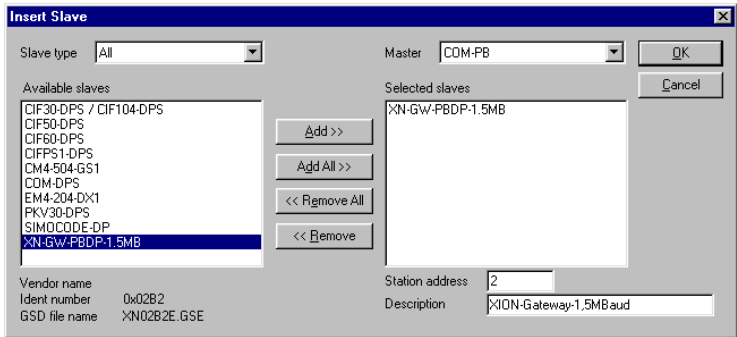 Insert Slave
Slave type All Master COM-PB OK
Cancel
Available slaves Selected slaves
CIF30-DPS / CIF104-DPS
CIF50-DPS
CIF60-DPS
CIFPS1-DPS
CM4-504-GS1
COM-DPS
EM4-204-DX1
PKV30-DPS
SIMOCODE-DP
XN-GW-PBDP-1.5MB
Add >>
Add All >>
<< Remove All
<< Remove
XN-GW-PBDP-1.5MB
Vendor name
Ident number 0x02B2
GSD file name XN02B2E.GSE
Station address 2
Description XION-Gateway-1,5MBaud